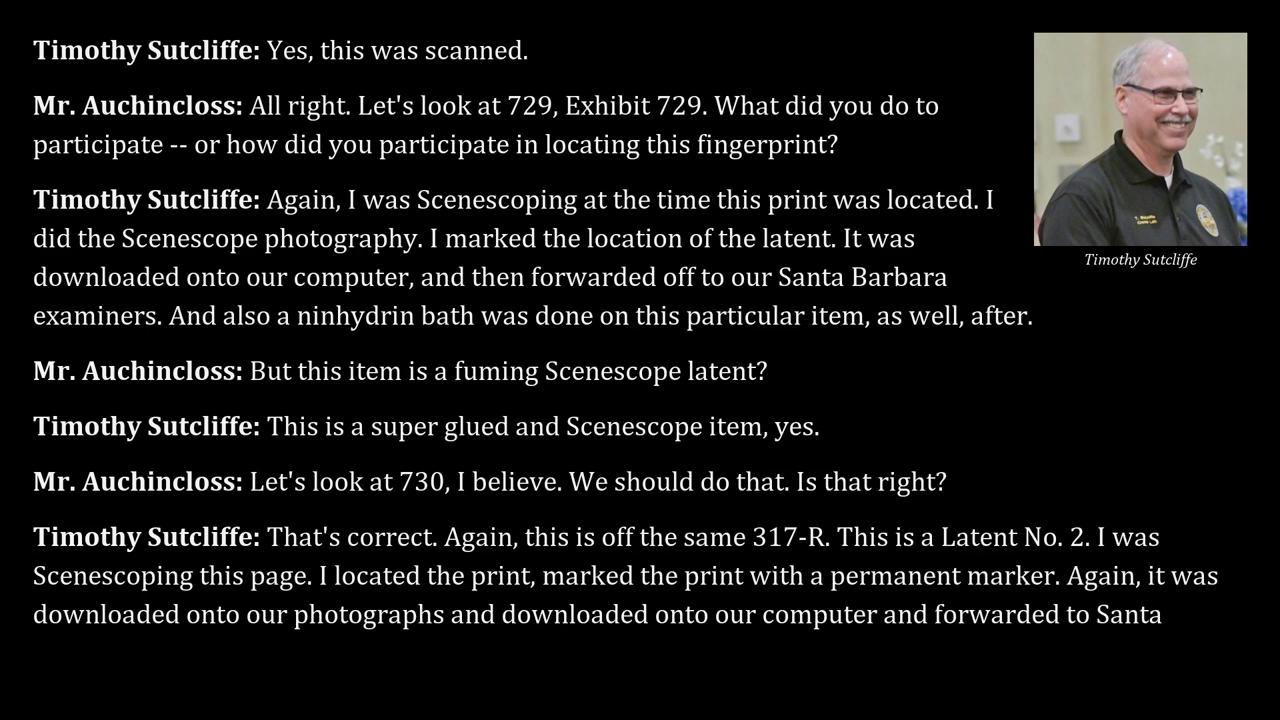 Timothy Sutcliffe: Yes, this was scanned.
Mr. Auchincloss: All right. Let's look at 729, Exhibit 729. What did you do to
participate -- or how did you participate in locating this fingerprint?
Timothy Sutcliffe: Again, I was Scenescoping at the time this print was located. I
did the Scenescope photography. I marked the location of the latent. It was
downloaded onto our computer, and then forwarded off to our Santa Barbara
examiners. And also a ninhydrin bath was done on this particular item, as well, after.
Mr. Auchincloss: But this item is a fuming Scenescope latent?
Timothy Sutcliffe: This is a super glued and Scenescope item, yes.
Mr. Auchincloss: Let's look at 730, I believe. We should do that. Is that right?
Timothy Sutcliffe: That's correct. Again, this is off the same 317-R. This is a Latent No. 2. I was
Scenescoping this page. I located the print, marked the print with a permanent marker. Again, it was
downloaded onto our photographs and downloaded onto our computer and forwarded to Santa
Timothy Sutcliffe